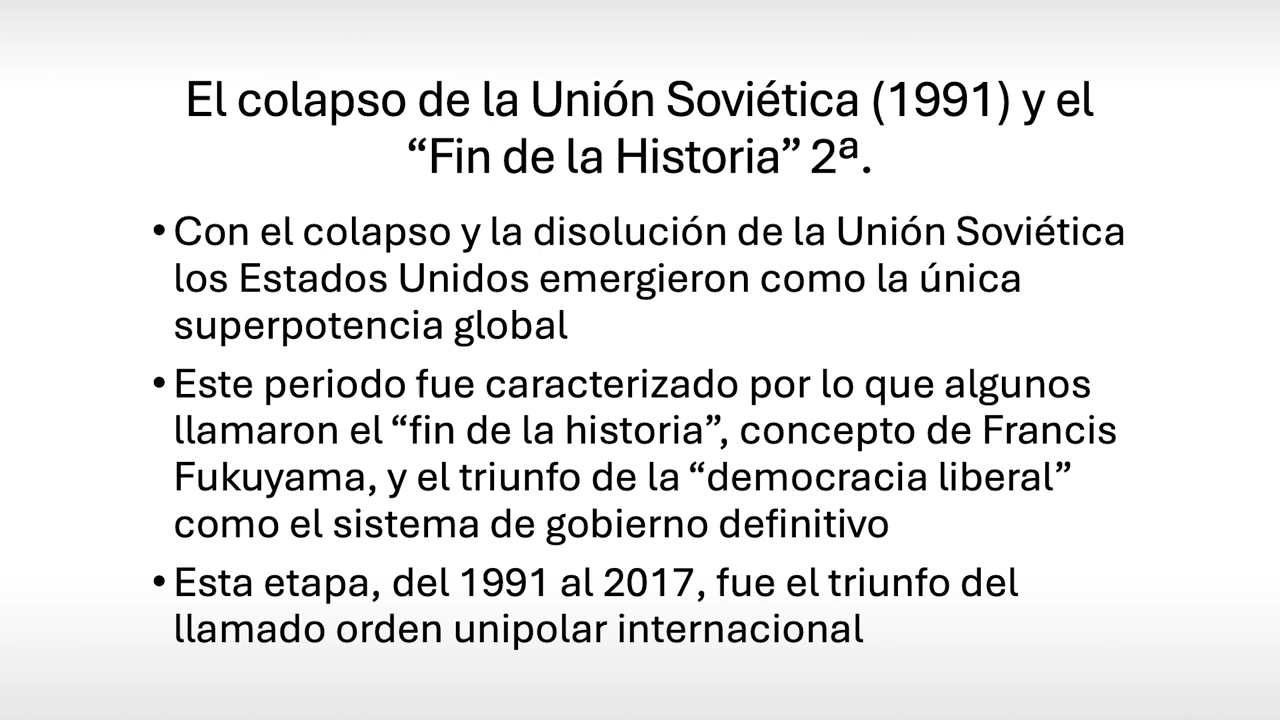 El colapso de la Unión Soviética (1991) y el
“Fin de la Historia” 2ª.
• Con el colapso y la disolución de la Unión Soviética
los Estados Unidos emergieron como la única
superpotencia global
• Este periodo fue caracterizado por lo que algunos
llamaron el “fin de la historia”, concepto de Francis
Fukuyama, y el triunfo de la “democracia liberal”
como el sistema de gobierno definitivo
• Esta etapa, del 1991 al 2017, fue el triunfo del
llamado orden unipolar internacional